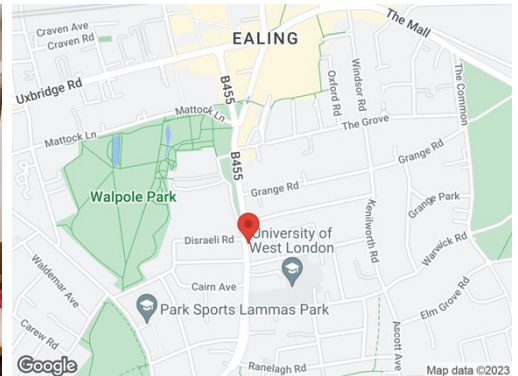 Craven Ave
Craven Rd
EALING
The Mall
Uxbridge Rd
B455
Mattock Ln
Mattock Ln
Oxford Rd
Windsor Rd
The Common
The Grove
B455
Grange Rd
Walpole Park
Grange Rd
Kenilworth Rd
Grange Park
Disraeli Rd
University of
West London
Warwick Rd
Waldemar Ave
Cairn Ave
Elm Grove Rd
Park Sports Lammas Park
Carew Rd
Ascott Ave
Ranelagh Rd
Google
Map data ©2023